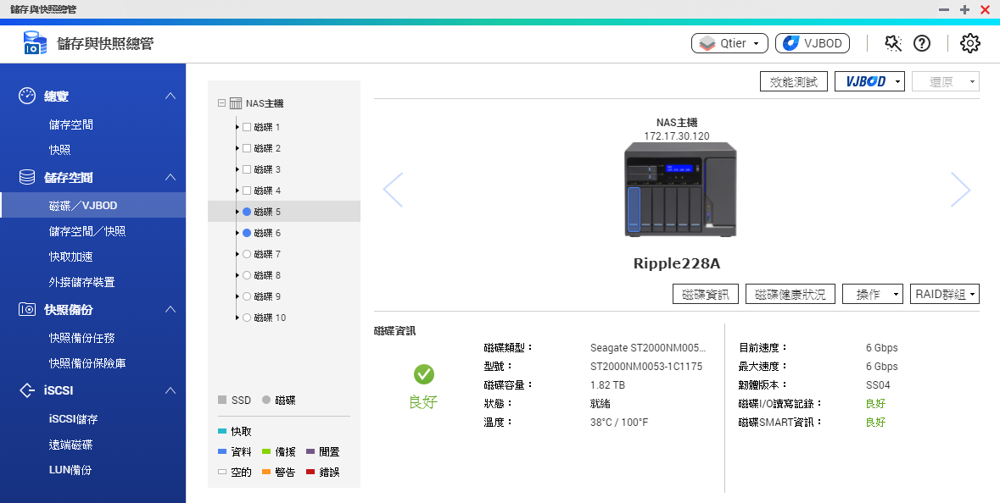 儲存與快照總管
儲存與快照總管
Qtier
VJBOD
總覽
儲存空間
快照
儲存空間
磁碟／VJBOD
儲存空間／快照
快取加速
外接儲存裝置
快照備份
快照備份任務
快照備份保險庫
iSCSI
iSCSI儲存
遠端磁碟
LUN備份
NAS主機
磁碟 1
磁碟 2
磁碟 3
磁碟 4
磁碟 5
磁碟 6
磁碟 7
磁碟 8
磁碟 9
磁碟 10
SSD 磁碟
快取
資料 備援 閒置
空的 警告 錯誤
效能測試 VJBOD 還原
NAS主機
172.17.30.120
Ripple228A
磁碟資訊 磁碟健康狀況 操作 RAID群組
磁碟資訊
良好
磁碟類型： Seagate ST2000NM005...
型號： ST2000NM0053-1C1175
磁碟容量： 1.82 TB
狀態： 就緒
溫度： 38°C / 100°F
目前速度： 6 Gbps
最大速度： 6 Gbps
韌體版本： SS04
磁碟I/O讀寫記錄： 良好
磁碟SMART資訊： 良好